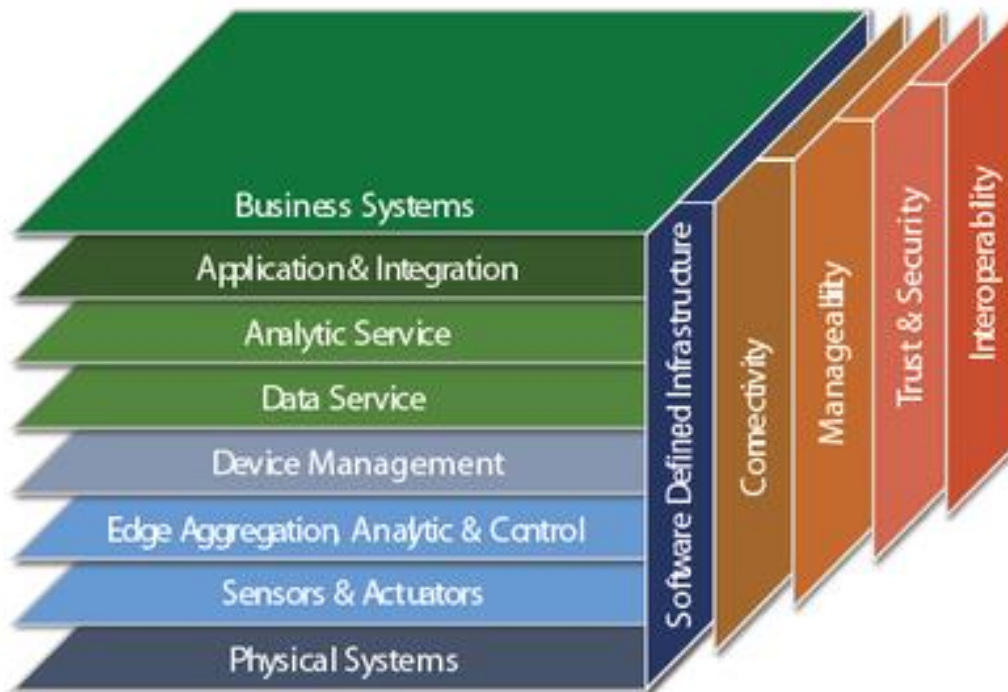 Business Systems
Application & Integration
Analytic Service
Data Service
Device Management
Edge Aggregation, Analytic & Control
Sensors & Actuators
Physical Systems
Software Defined Infrastructure
Connectivity
Manageability
Trust & Security
Interoperability